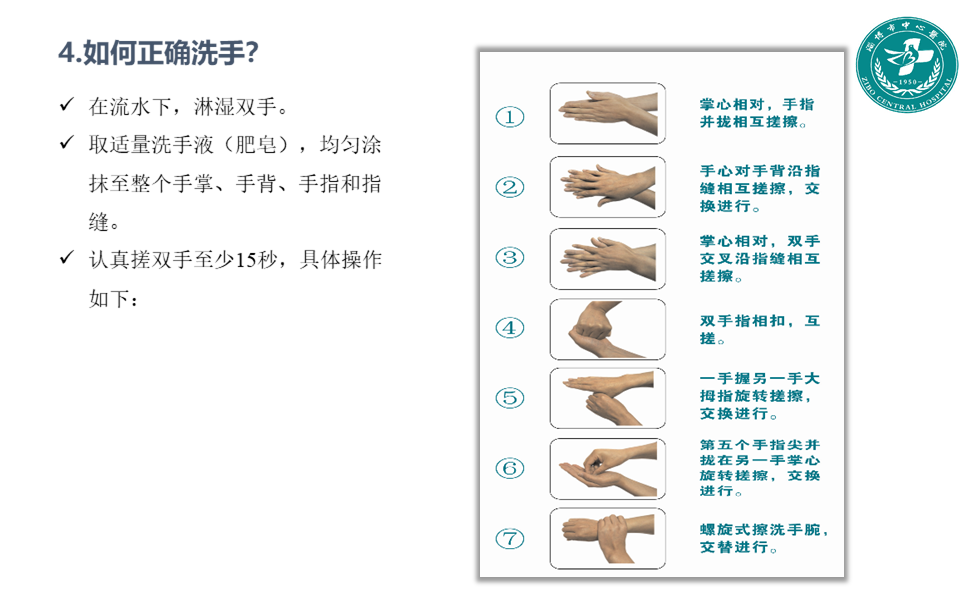 4.如何正确洗手?
✓ 在流水下，淋湿双手。
✓ 取适量洗手液（肥皂），均匀涂
抹至整个手掌、手背、手指和指
缝。
✓ 认真搓双手至少15秒，具体操作
如下：
淄博市中心醫院
1950
ZIBO CENTRAL HOSPITAL
①
掌心相对，手指
并拢相互搓擦。
②
手心对手背沿指
缝相互搓擦，交
换进行。
③
掌心相对，双手
交叉沿指缝相互
搓擦。
④
双手指相扣，互
搓。
⑤
一手握另一手大
拇指旋转搓擦，
交换进行。
⑥
第五个手指尖并
拢在另一手掌心
旋转搓擦，交换
进行。
⑦
螺旋式擦洗手腕，
交替进行。